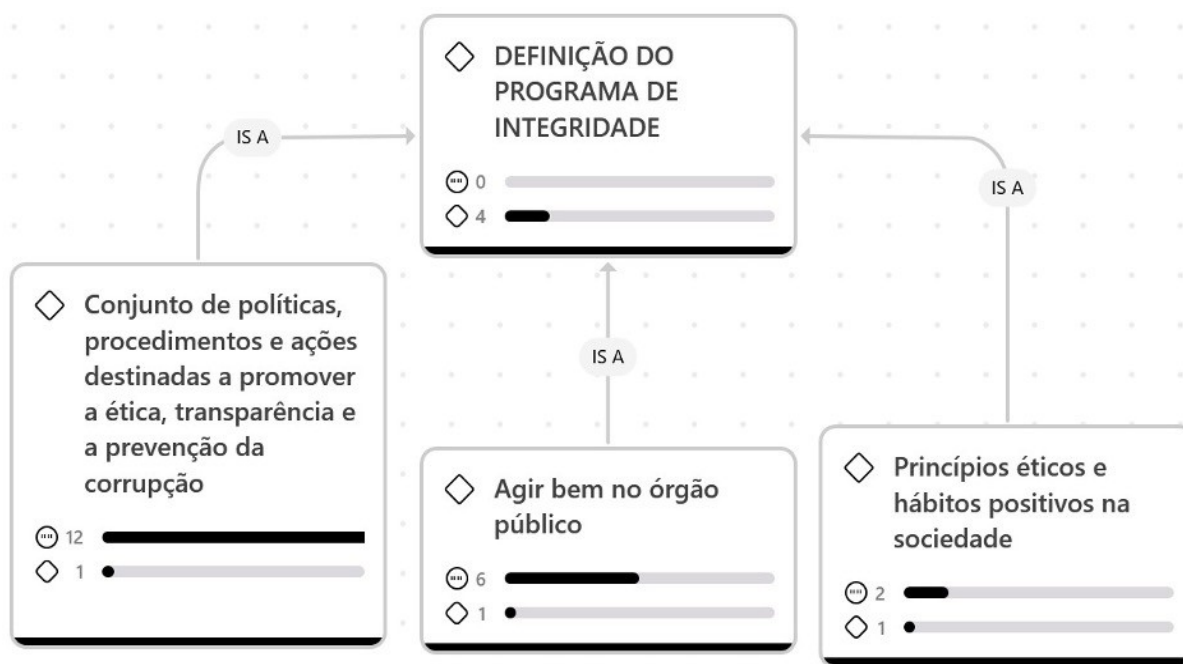 DEFINIÇÃO DO
PROGRAMA DE
INTEGRIDADE
0
4
IS A
IS A
IS A
Conjunto de políticas,
procedimentos e ações
destinadas a promover
a ética, transparência e
a prevenção da
corrupção
12
1
Agir bem no órgão
público
6
1
Princípios éticos e
hábitos positivos na
sociedade
2
1